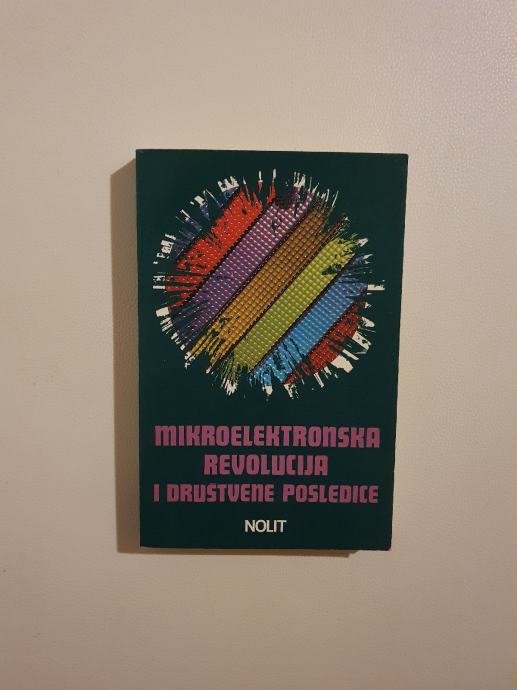 MIKROELEKTRONSKA
REVOLUCIJA
I DRUŠTVENE POSLEDICE
NOLIT